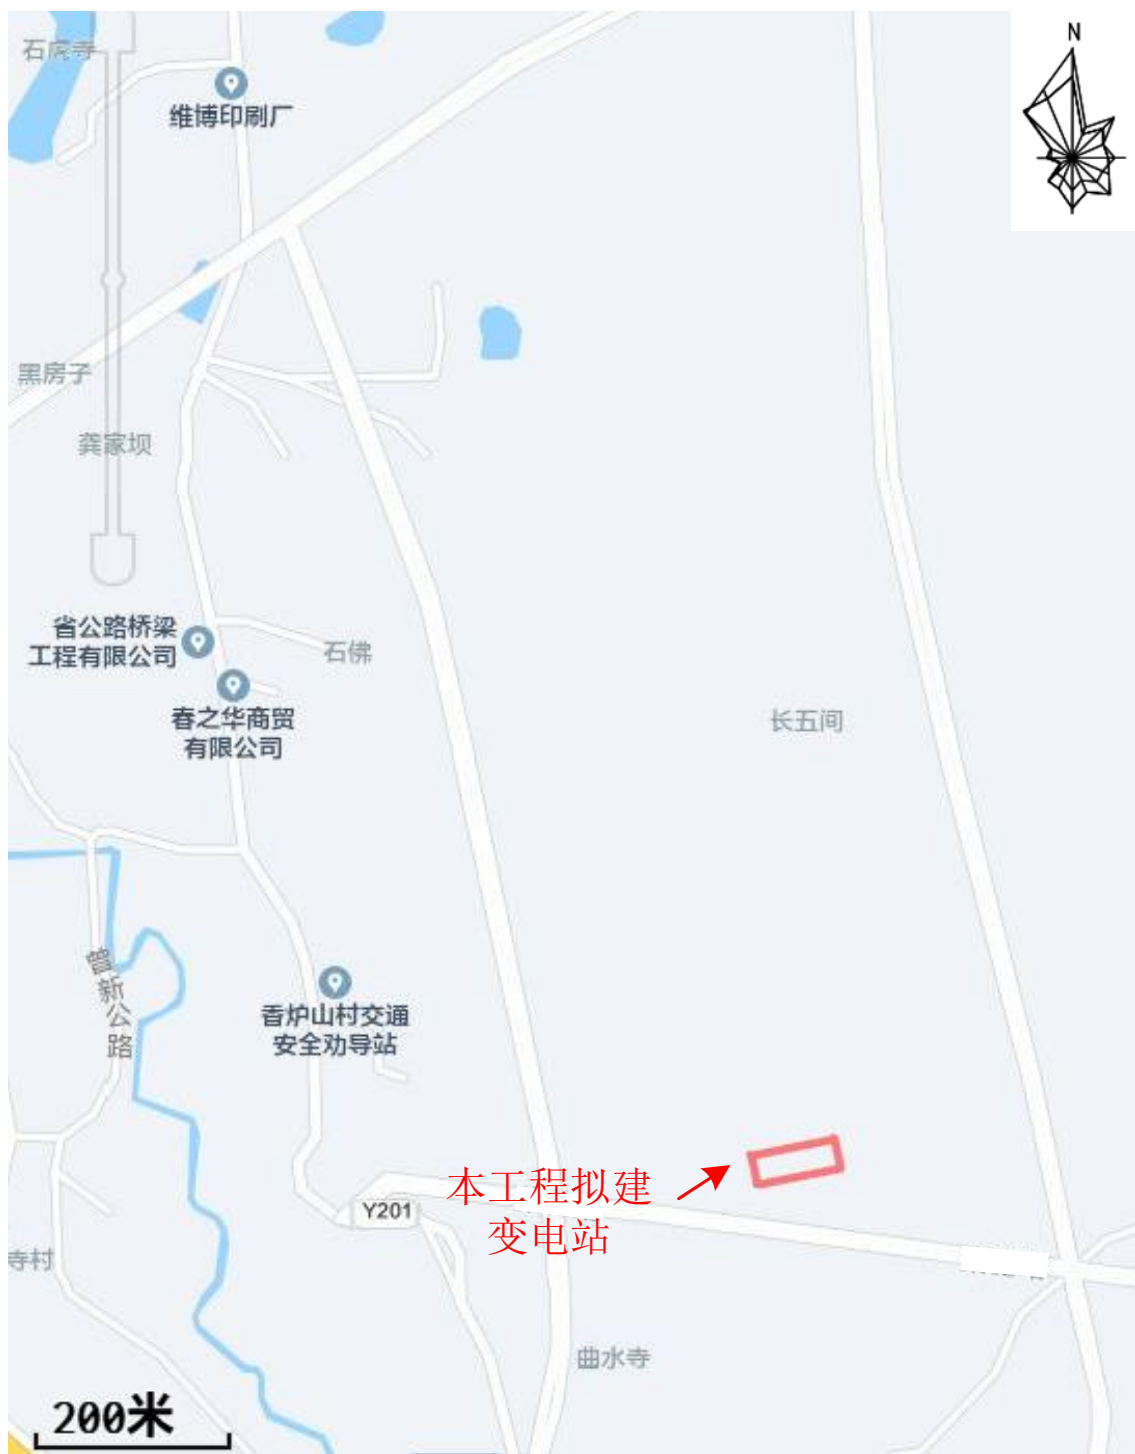 N
石虎寺
维博印刷厂
黑房子
龚家坝
省公路桥梁
工程有限公司
石佛
春之华商贸
有限公司
长五间
曾新公路
香炉山村交通
安全劝导站
本工程拟建
变电站
Y201
寺村
曲水寺
200米